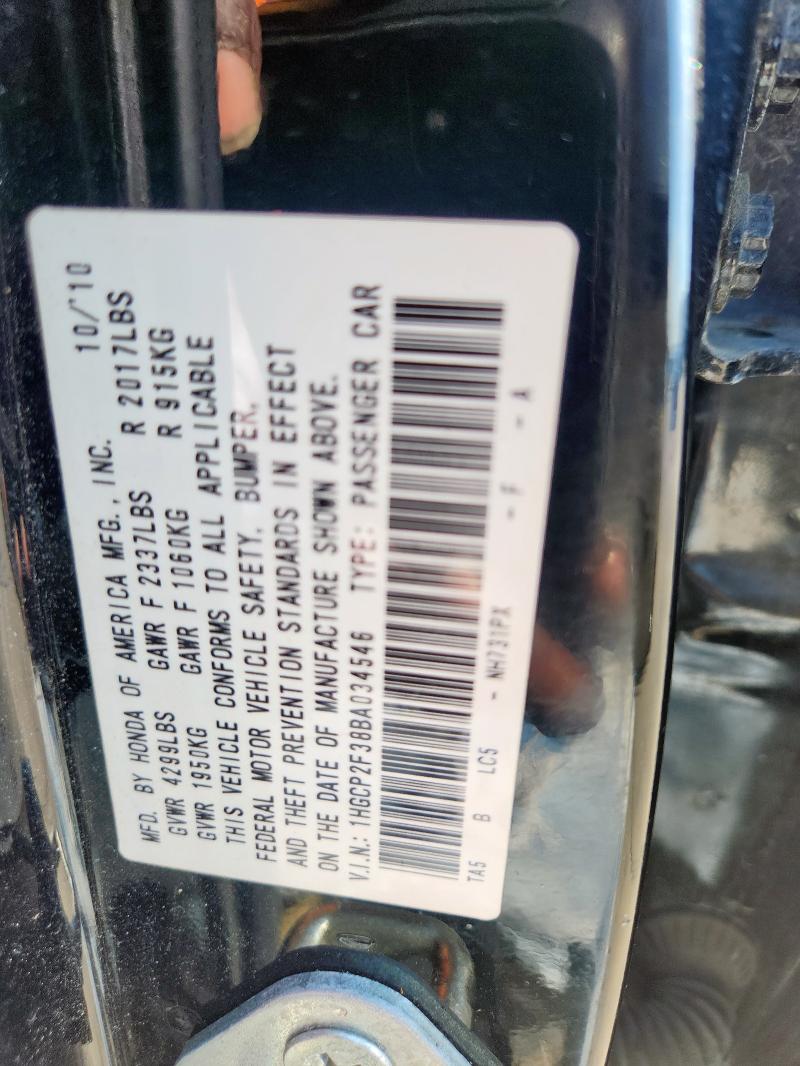 MFD. BY HONDA OF AMERICA MFG., INC. 10/'10
GVWR 4299LBS GAWR F 2337LBS R 2017LBS
GVWR 1950KG GAWR F 1060KG R 915KG
THIS VEHICLE CONFORMS TO ALL APPLICABLE
FEDERAL MOTOR VEHICLE SAFETY, BUMPER,
AND THEFT PREVENTION STANDARDS IN EFFECT
ON THE DATE OF MANUFACTURE SHOWN ABOVE.
V.I.N.: 1HGCP2F38BA034546 TYPE: PASSENGER CAR
TA5 B LC5 - NH731PX - F - A